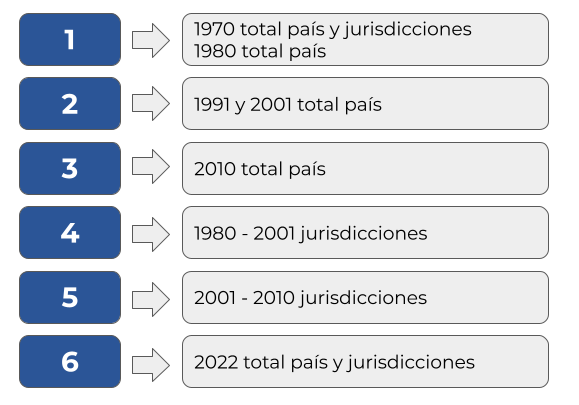 1
1970 total país y jurisdicciones
1980 total país
2
1991 y 2001 total país
3
2010 total país
4
1980 - 2001 jurisdicciones
5
2001 - 2010 jurisdicciones
6
2022 total país y jurisdicciones